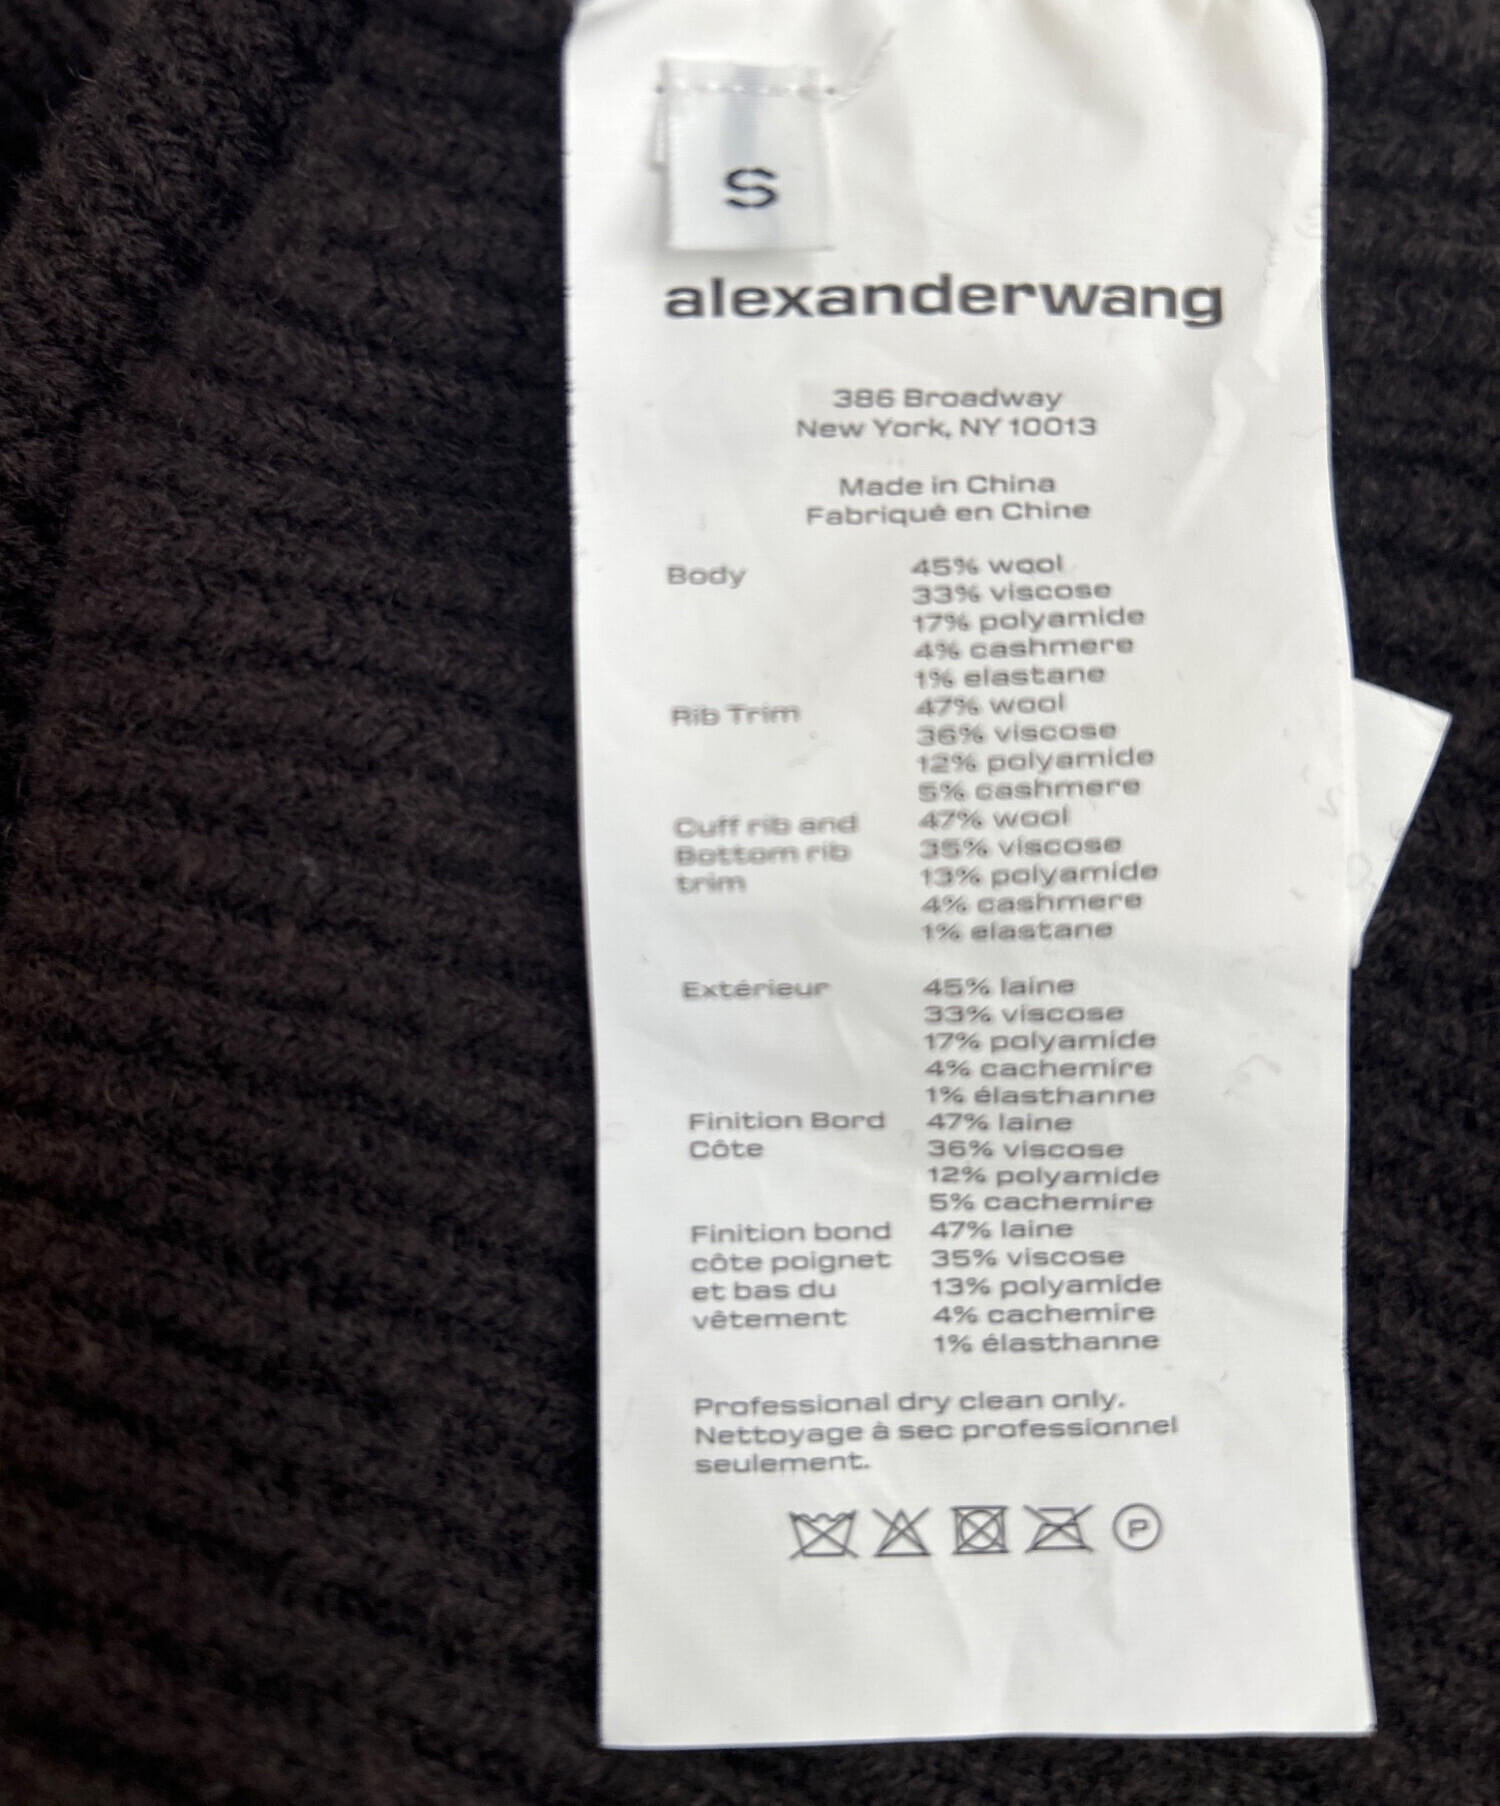 S
alexanderwang
386 Broadway
New York, NY 10013
Made in China
Fabriqué en Chine
Body 45% wool
33% viscose
17% polyamide
4% cashmere
1% elastane
Rib Trim 47% wool
36% viscose
12% polyamide
5% cashmere
Cuff rib and 47% wool
Bottom rib 35% viscose
trim 13% polyamide
4% cashmere
1% elastane
Extérieur 45% laine
33% viscose
17% polyamide
4% cachemire
1% élasthanne
Finition Bord 47% laine
Côte 36% viscose
12% polyamide
5% cachemire
Finition bond 47% laine
côte poignet 35% viscose
et bas du 13% polyamide
vêtement 4% cachemire
1% élasthanne
Professional dry clean only.
Nettoyage à sec professionnel
seulement.
P